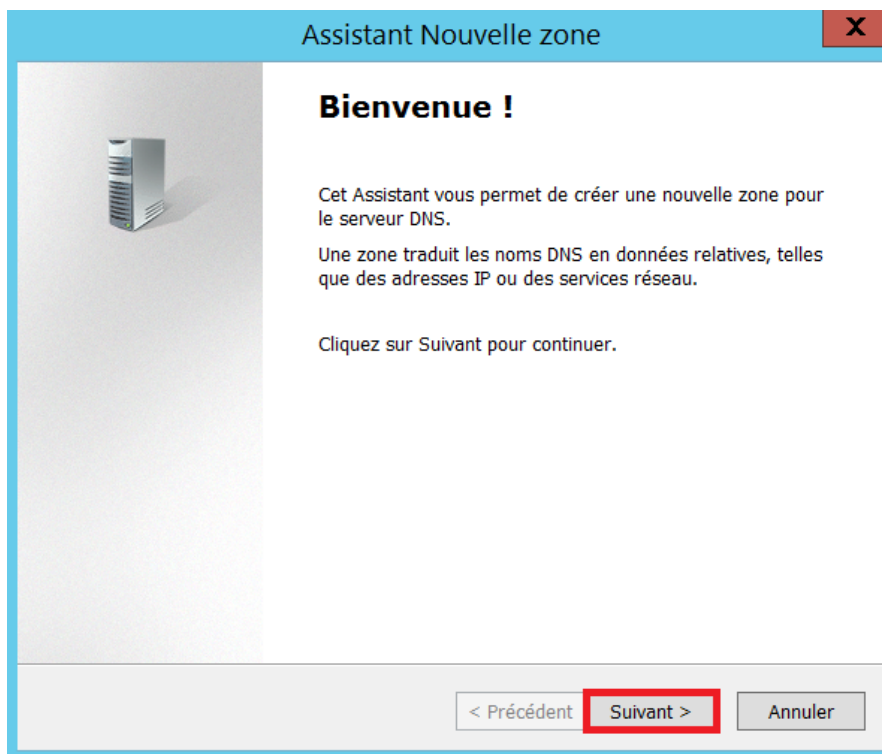 Assistant Nouvelle zone
X
Bienvenue !
Cet Assistant vous permet de créer une nouvelle zone pour
le serveur DNS.
Une zone traduit les noms DNS en données relatives, telles
que des adresses IP ou des services réseau.
Cliquez sur Suivant pour continuer.
< Précédent Suivant > Annuler